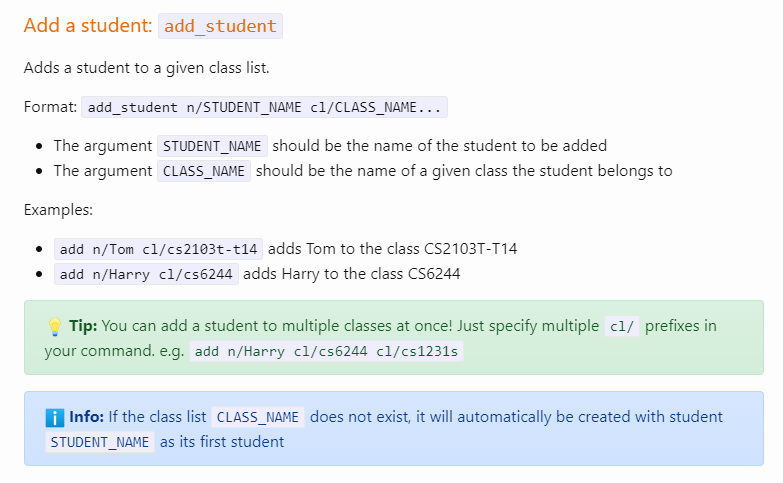 Add a student: add_student
Adds a student to a given class list.
Format: add_student n/STUDENT_NAME cl/CLASS_NAME...
• The argument STUDENT_NAME should be the name of the student to be added
• The argument CLASS_NAME should be the name of a given class the student belongs to
Examples:
• add n/Tom cl/cs2103t-t14 adds Tom to the class CS2103T-T14
• add n/Harry cl/cs6244 adds Harry to the class CS6244
💡 Tip: You can add a student to multiple classes at once! Just specify multiple cl/ prefixes in
your command. e.g. add n/Harry cl/cs6244 cl/cs1231s
ℹ️ Info: If the class list CLASS_NAME does not exist, it will automatically be created with student
STUDENT_NAME as its first student